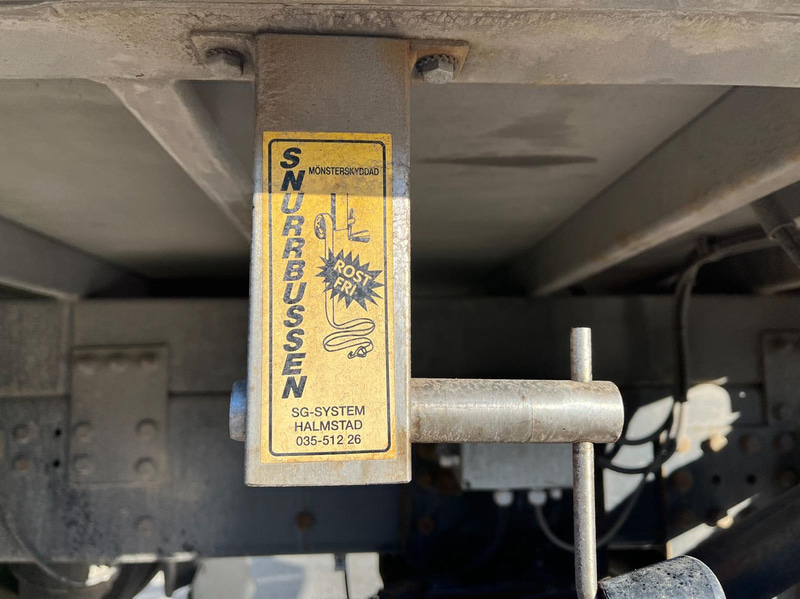 SNURRBUSSEN
MÖNSTERSKYDDAD
ROST
FRI
SG-SYSTEM
HALMSTAD
035-512 26